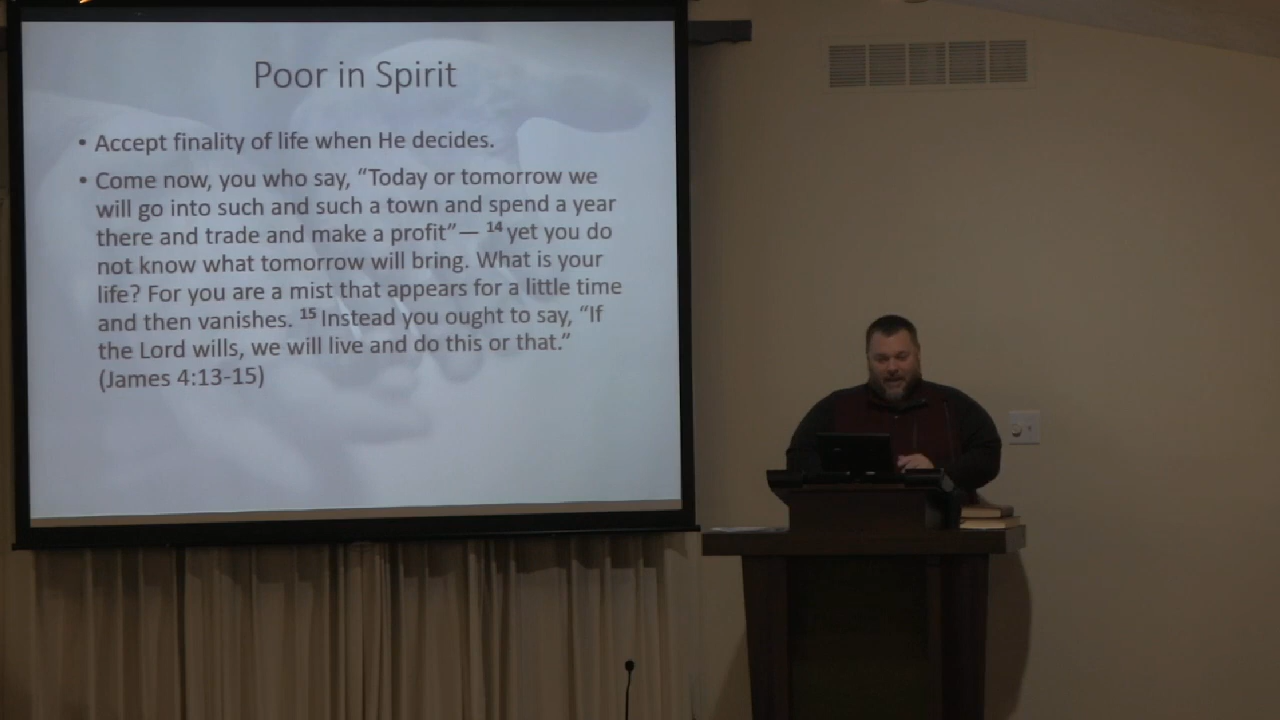 Poor in Spirit
• Accept finality of life when He decides.
• Come now, you who say, “Today or tomorrow we
will go into such and such a town and spend a year
there and trade and make a profit”— 14 yet you do
not know what tomorrow will bring. What is your
life? For you are a mist that appears for a little time
and then vanishes. 15 Instead you ought to say, “If
the Lord wills, we will live and do this or that.”
(James 4:13-15)